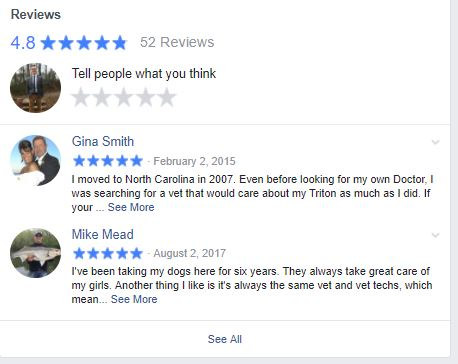 Reviews
4.8 ★★★★★ 52 Reviews
Tell people what you think
Gina Smith
★★★★★ · February 2, 2015
I moved to North Carolina in 2007. Even before looking for my own Doctor, I
was searching for a vet that would care about my Triton as much as I did. If
your ... See More
Mike Mead
★★★★★ · August 2, 2017
I've been taking my dogs here for six years. They always take great care of
my girls. Another thing I like is it's always the same vet and vet techs, which
mean... See More
See All